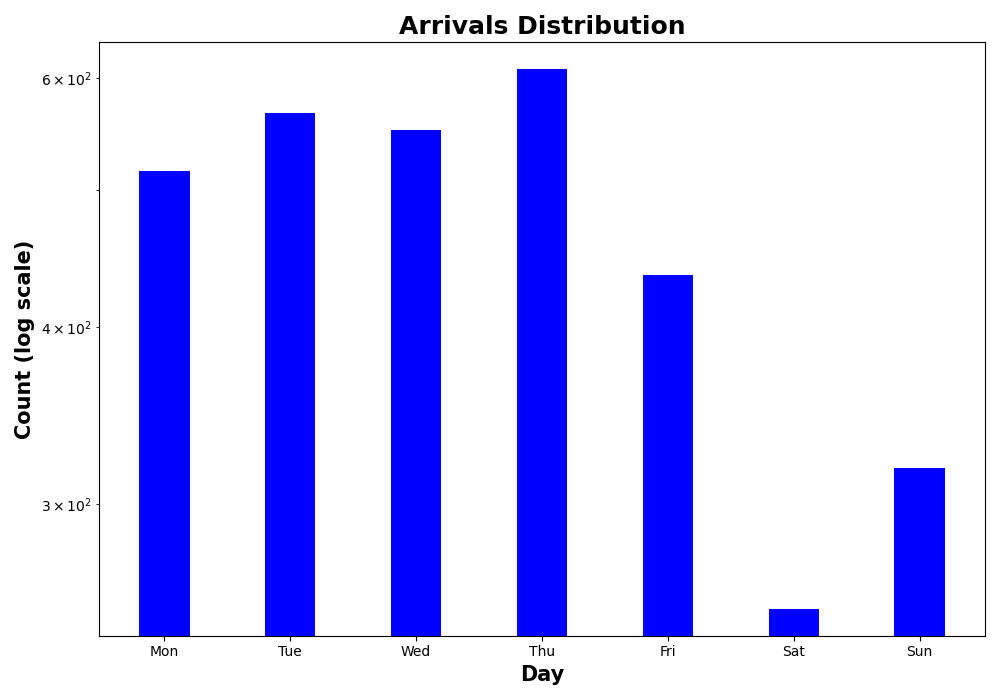 Arrivals Distribution
6 × 10²
4 × 10²
3 × 10²
Count (log scale)
Mon Tue Wed Thu Fri Sat Sun
Day